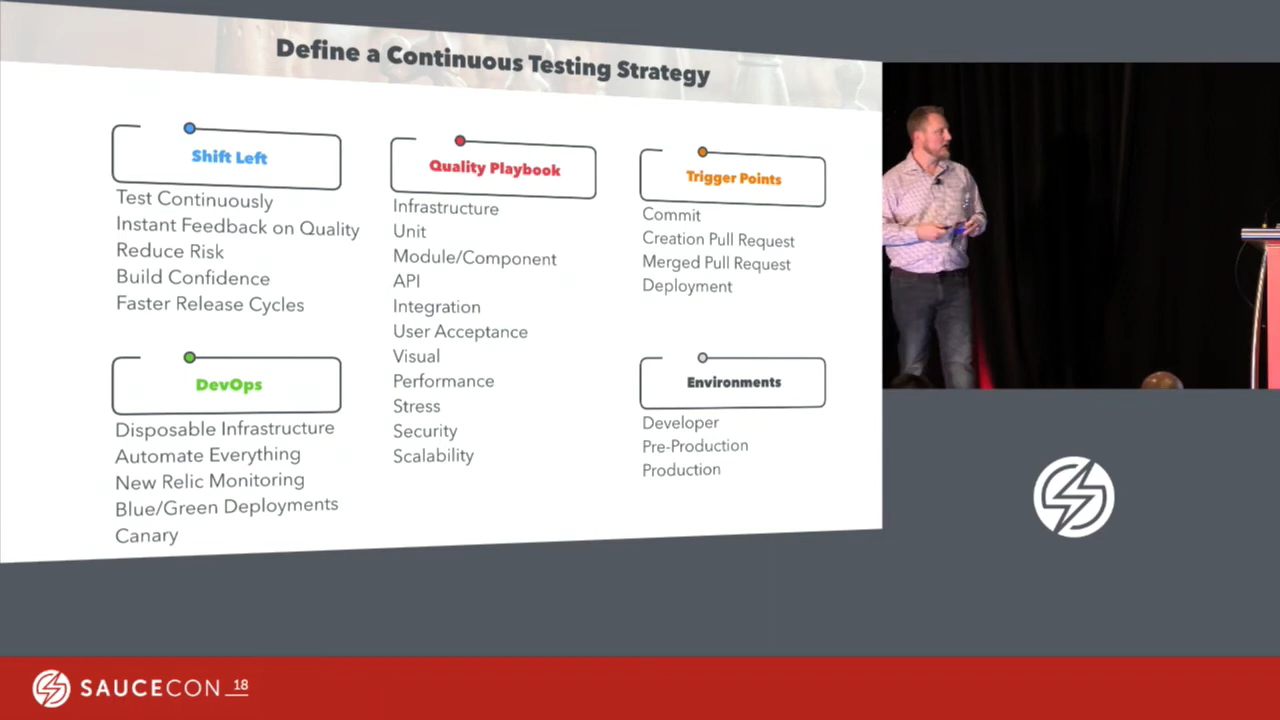 Define a Continuous Testing Strategy
Shift Left
Test Continuously
Instant Feedback on Quality
Reduce Risk
Build Confidence
Faster Release Cycles
DevOps
Disposable Infrastructure
Automate Everything
New Relic Monitoring
Blue/Green Deployments
Canary
Quality Playbook
Infrastructure
Unit
Module/Component
API
Integration
User Acceptance
Visual
Performance
Stress
Security
Scalability
Trigger Points
Commit
Creation Pull Request
Merged Pull Request
Deployment
Environments
Developer
Pre-Production
Production
SAUCECON_18